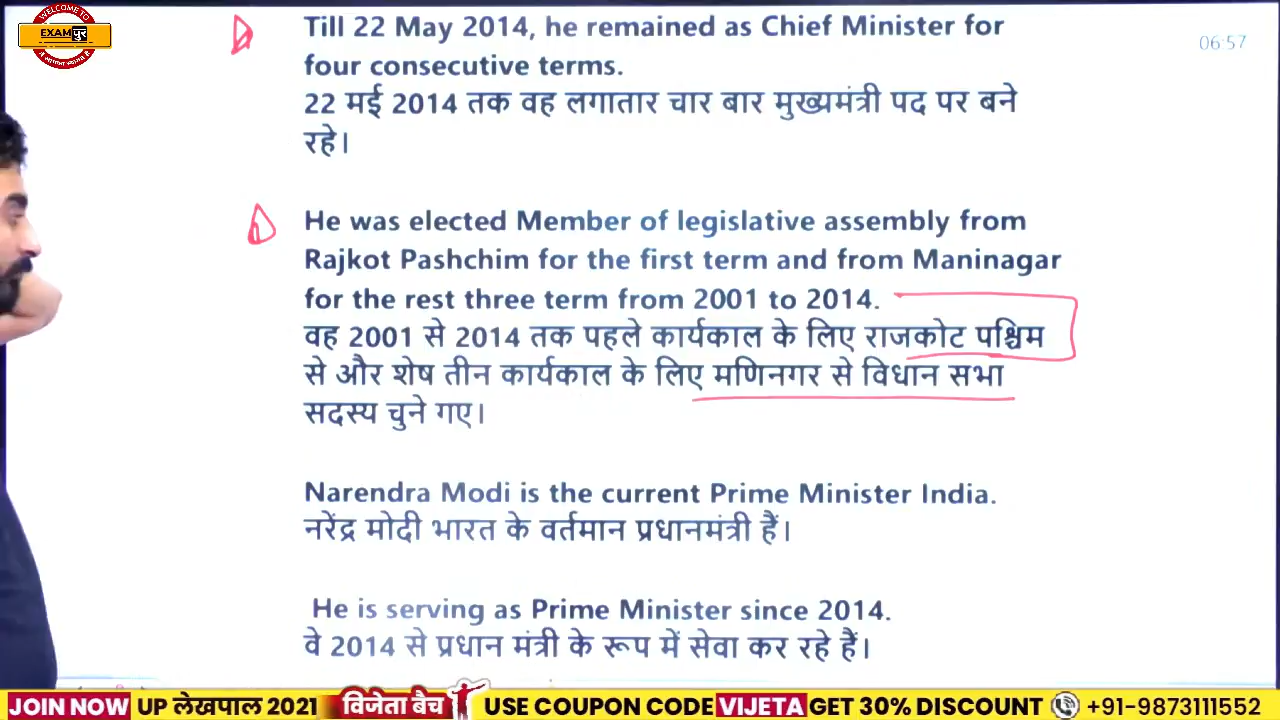 WELCOME TO
EXAMपुर
06:57
Till 22 May 2014, he remained as Chief Minister for
four consecutive terms.
22 मई 2014 तक वह लगातार चार बार मुख्यमंत्री पद पर बने
रहे।
He was elected Member of legislative assembly from
Rajkot Pashchim for the first term and from Maninagar
for the rest three term from 2001 to 2014.
वह 2001 से 2014 तक पहले कार्यकाल के लिए राजकोट पश्चिम
से और शेष तीन कार्यकाल के लिए मणिनगर से विधान सभा
सदस्य चुने गए।
Narendra Modi is the current Prime Minister India.
नरेंद्र मोदी भारत के वर्तमान प्रधानमंत्री हैं।
He is serving as Prime Minister since 2014.
वे 2014 से प्रधान मंत्री के रूप में सेवा कर रहे हैं।
JOIN NOW UP लेखपाल 2021 विजेता बैच USE COUPON CODE VIJETA GET 30% DISCOUNT +91-9873111552